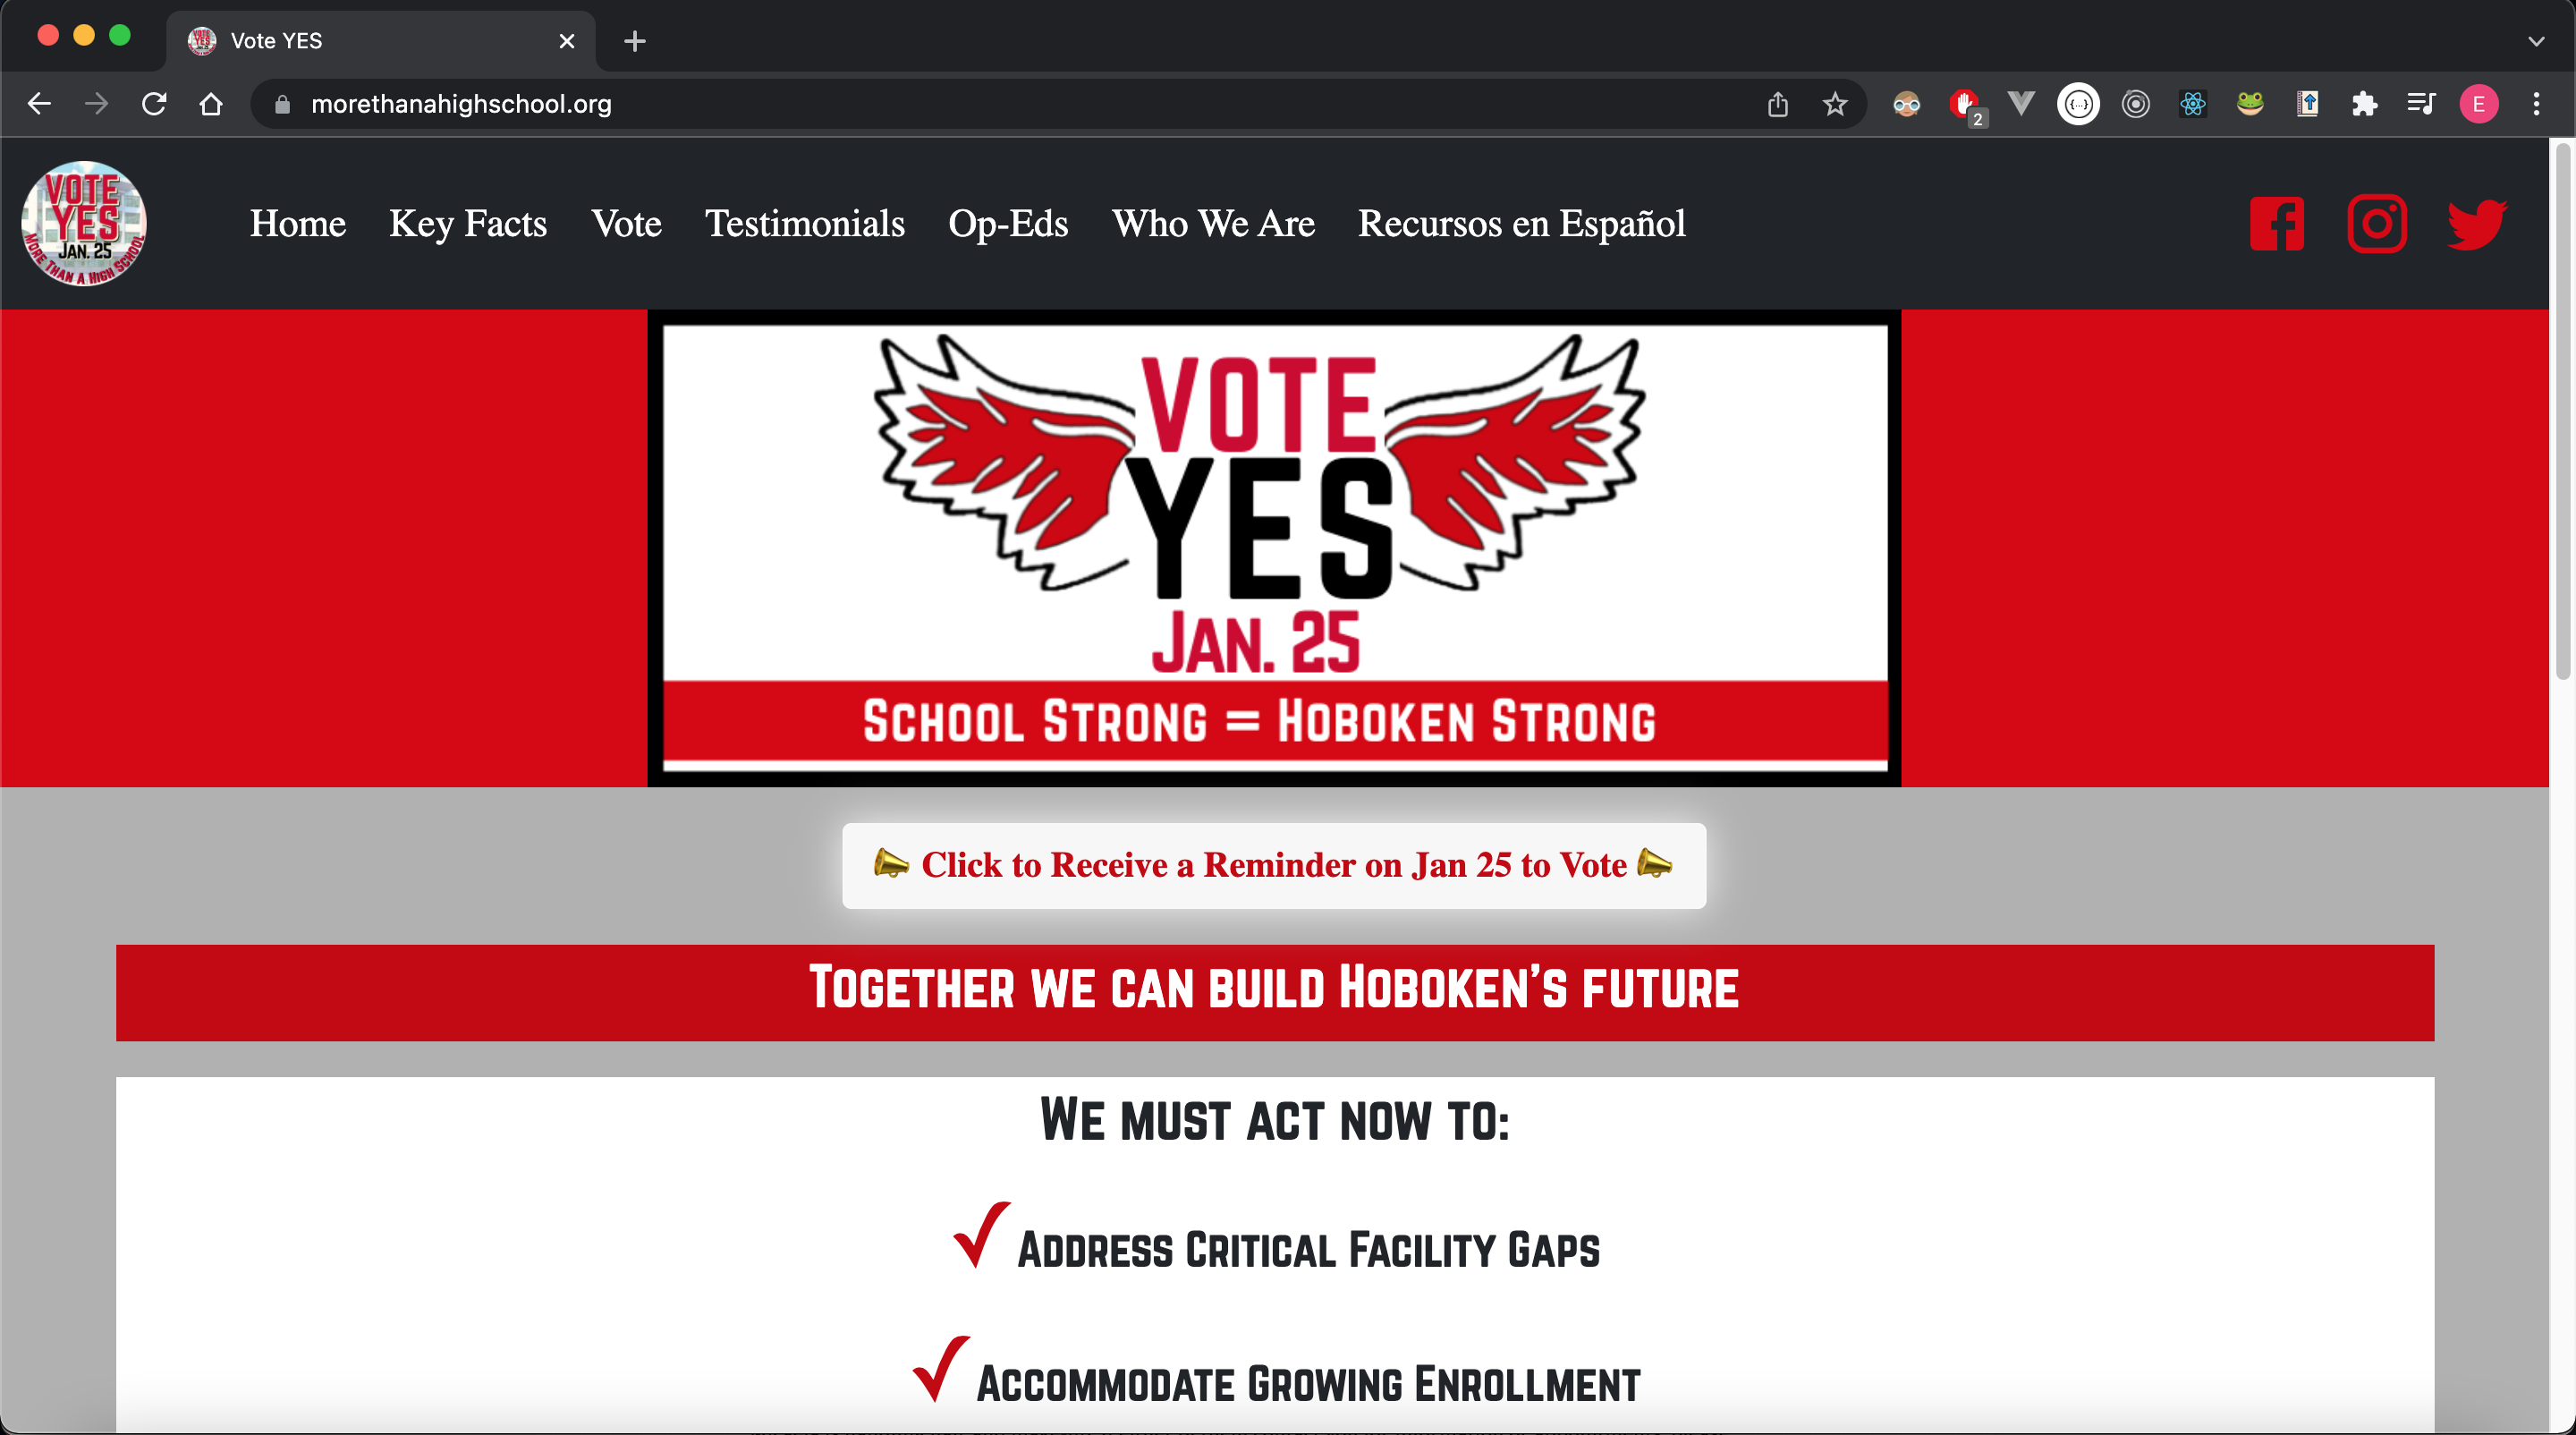 Vote YES
morethanahighschool.org
2
E
VOTE
YES
JAN. 25
MORE THAN A HIGH SCHOOL
Home Key Facts Vote Testimonials Op-Eds Who We Are Recursos en Español
VOTE
YES
JAN. 25
SCHOOL STRONG = HOBOKEN STRONG
Click to Receive a Reminder on Jan 25 to Vote
TOGETHER WE CAN BUILD HOBOKEN'S FUTURE
WE MUST ACT NOW TO:
ADDRESS CRITICAL FACILITY GAPS
ACCOMMODATE GROWING ENROLLMENT